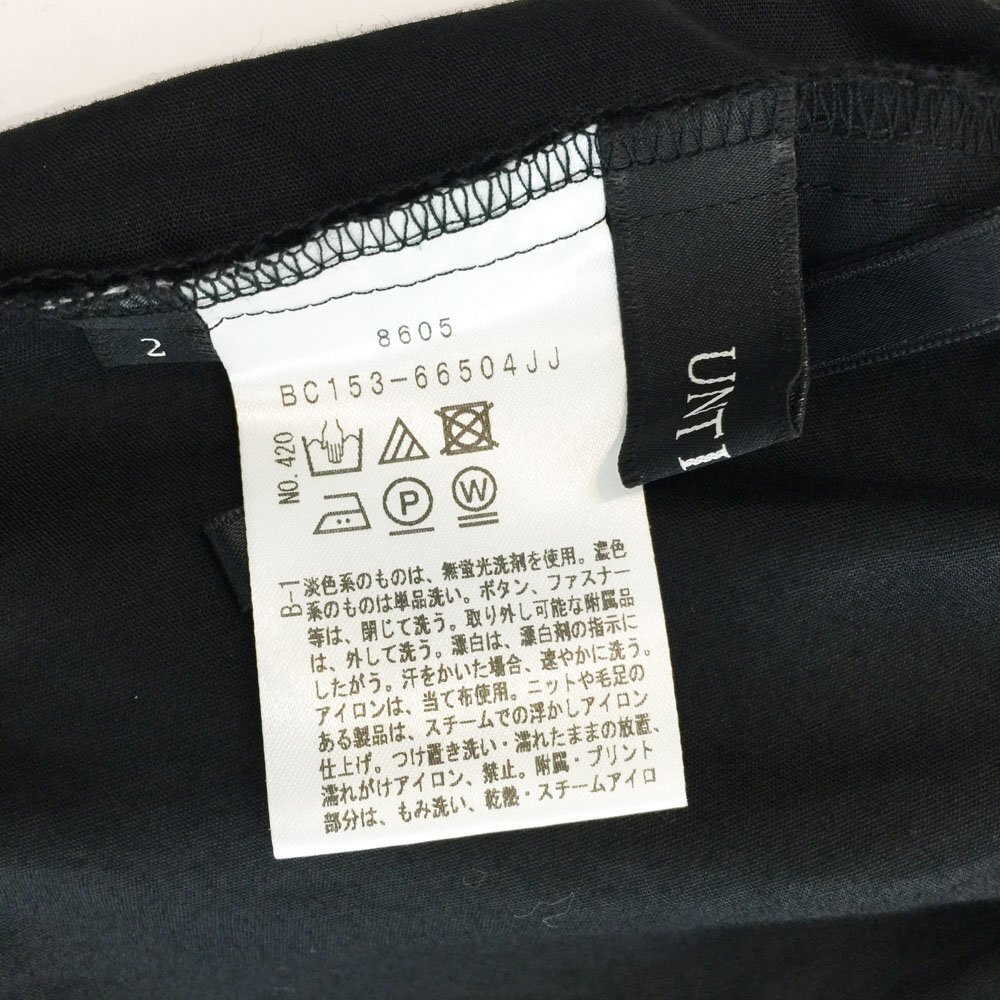 2
8605
BC153-66504JJ
NO.420
P
W
UNTI
B-1
淡色系のものは、無蛍光洗剤を使用。濃色
系のものは単品洗い。ボタン、ファスナー
等は、閉じて洗う。取り外し可能な附属品
は、外して洗う。漂白は、漂白剤の指示に
したがう。汗をかいた場合、速やかに洗う。
アイロンは、当て布使用。ニットや毛足の
ある製品は、スチームでの浮かしアイロン
仕上げ。つけ置き洗い・濡れたままの放置、
濡れがけアイロン、禁止。附属・プリント
部分は、もみ洗い、乾熱・スチームアイロ